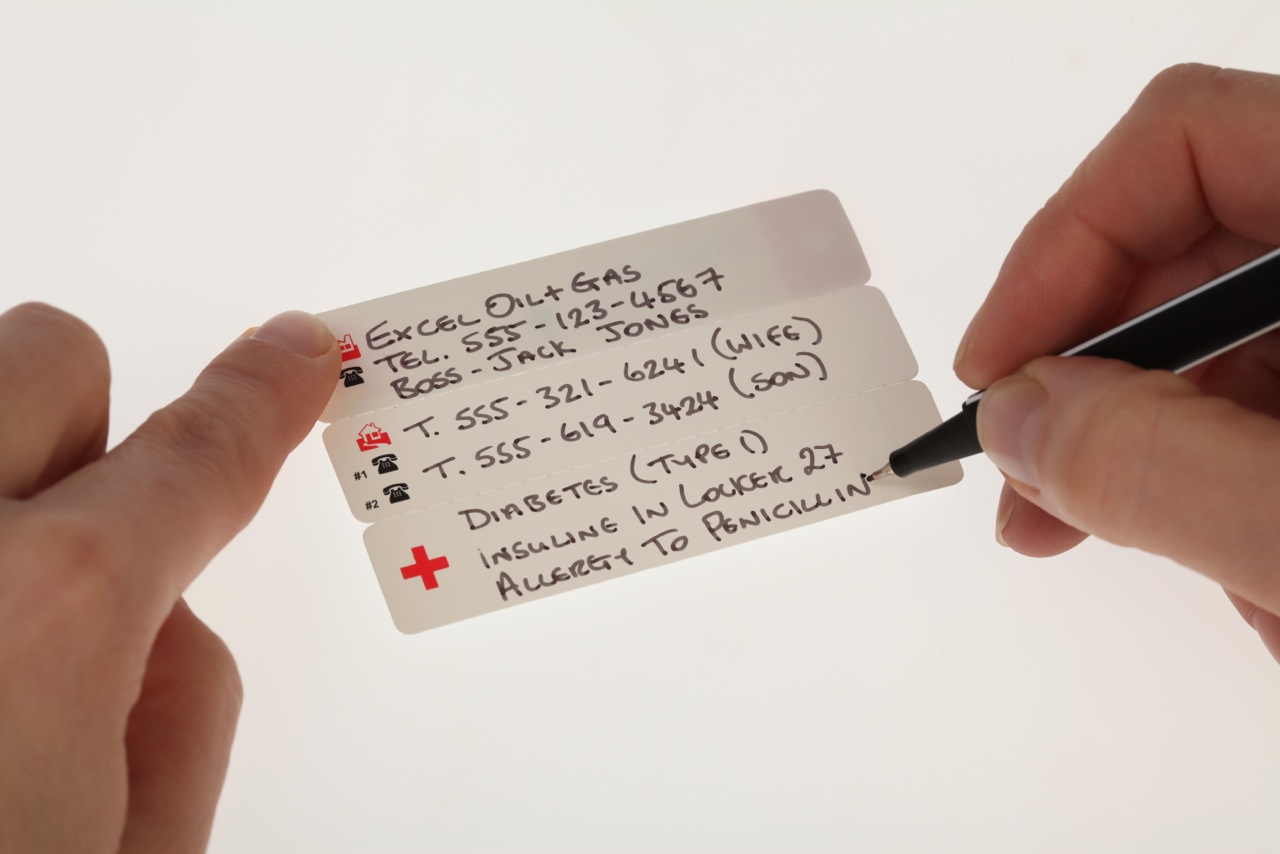 EXCEL OIL + GAS
TEL. 555-123-4567
BOSS - JACK JONES
T. 555-321-6241 (WIFE)
#1
T. 555-619-3424 (SON)
#2
DIABETES (TYPE 1)
INSULINE IN LOCKER 27
ALLERGY TO PENICILLIN